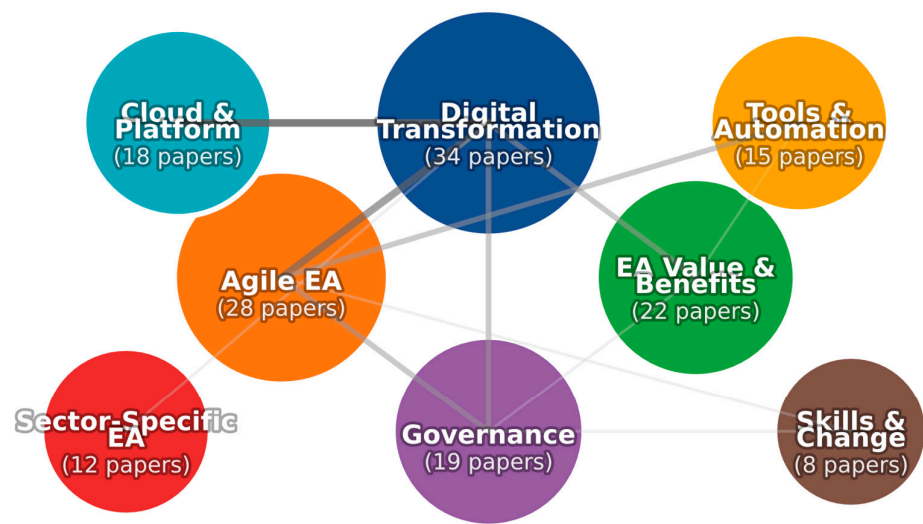 Cloud &
Platform
(18 papers)
Digital
Transformation
(34 papers)
Tools &
Automation
(15 papers)
Agile EA
(28 papers)
EA Value &
Benefits
(22 papers)
Sector-Specific
EA
(12 papers)
Governance
(19 papers)
Skills &
Change
(8 papers)